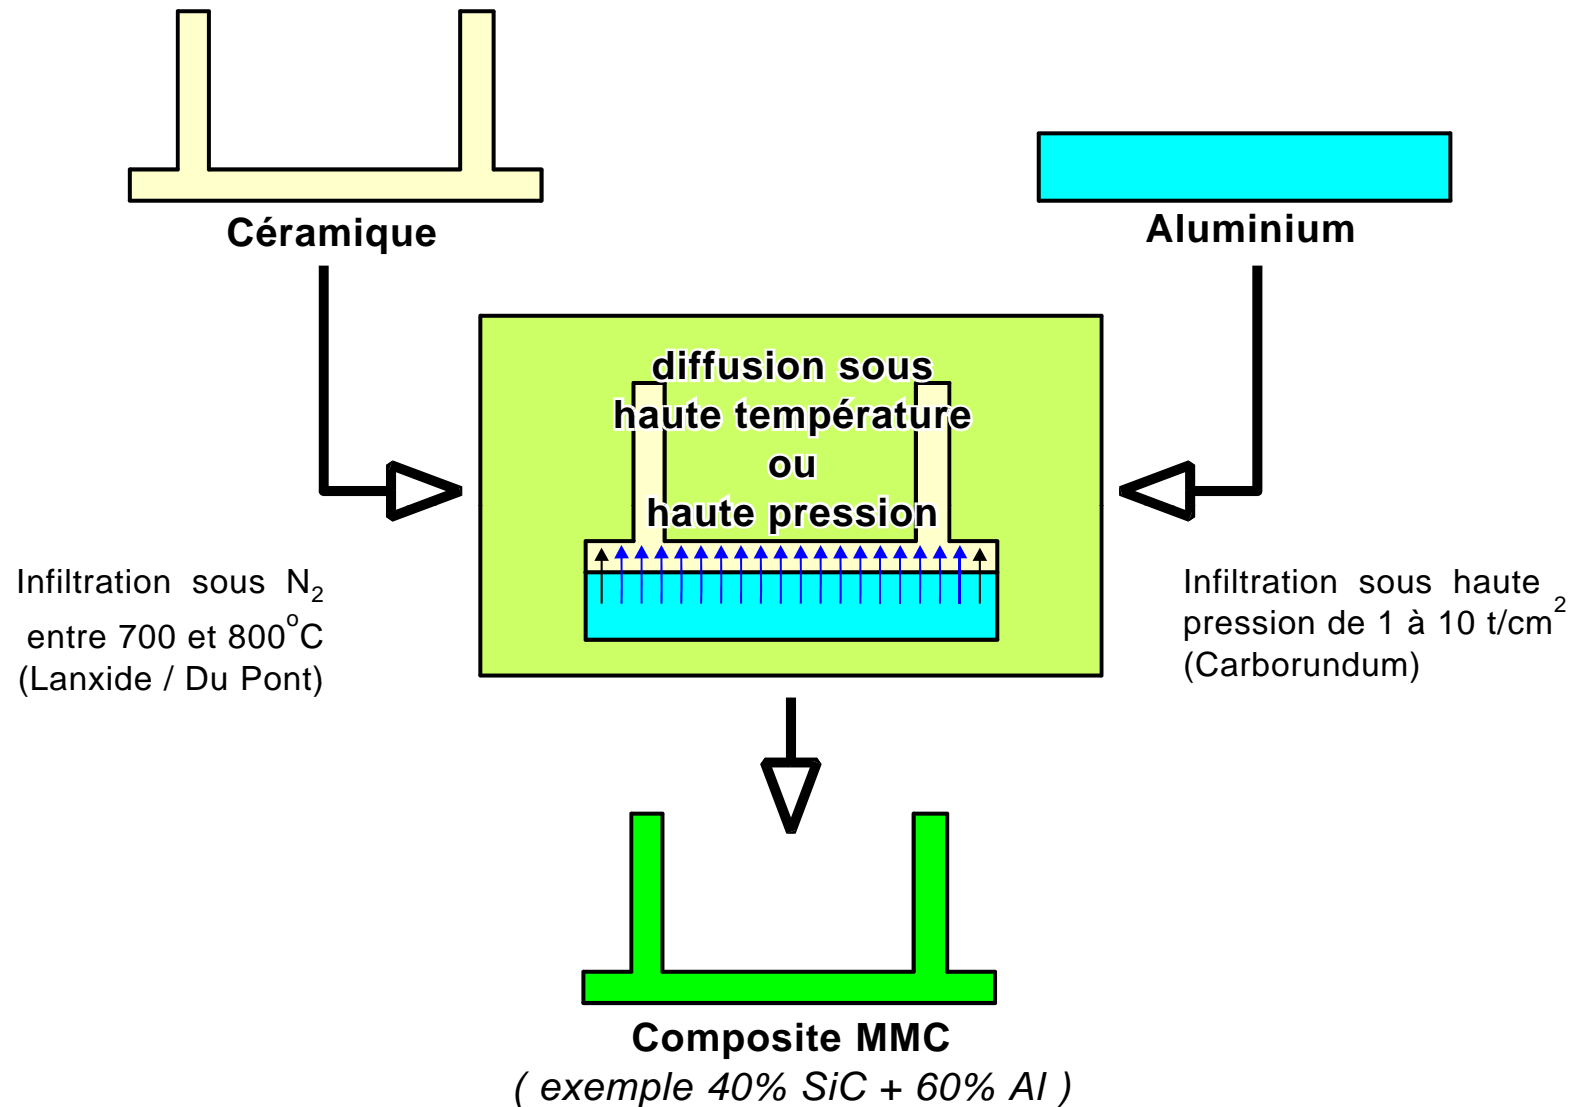 Céramique
Aluminium
diffusion sous
haute température
ou
haute pression
Infiltration sous N₂
entre 700 et 800°C
(Lanxide / Du Pont)
Infiltration sous haute
pression de 1 à 10 t/cm²
(Carborundum)
Composite MMC
( exemple 40% SiC + 60% Al )